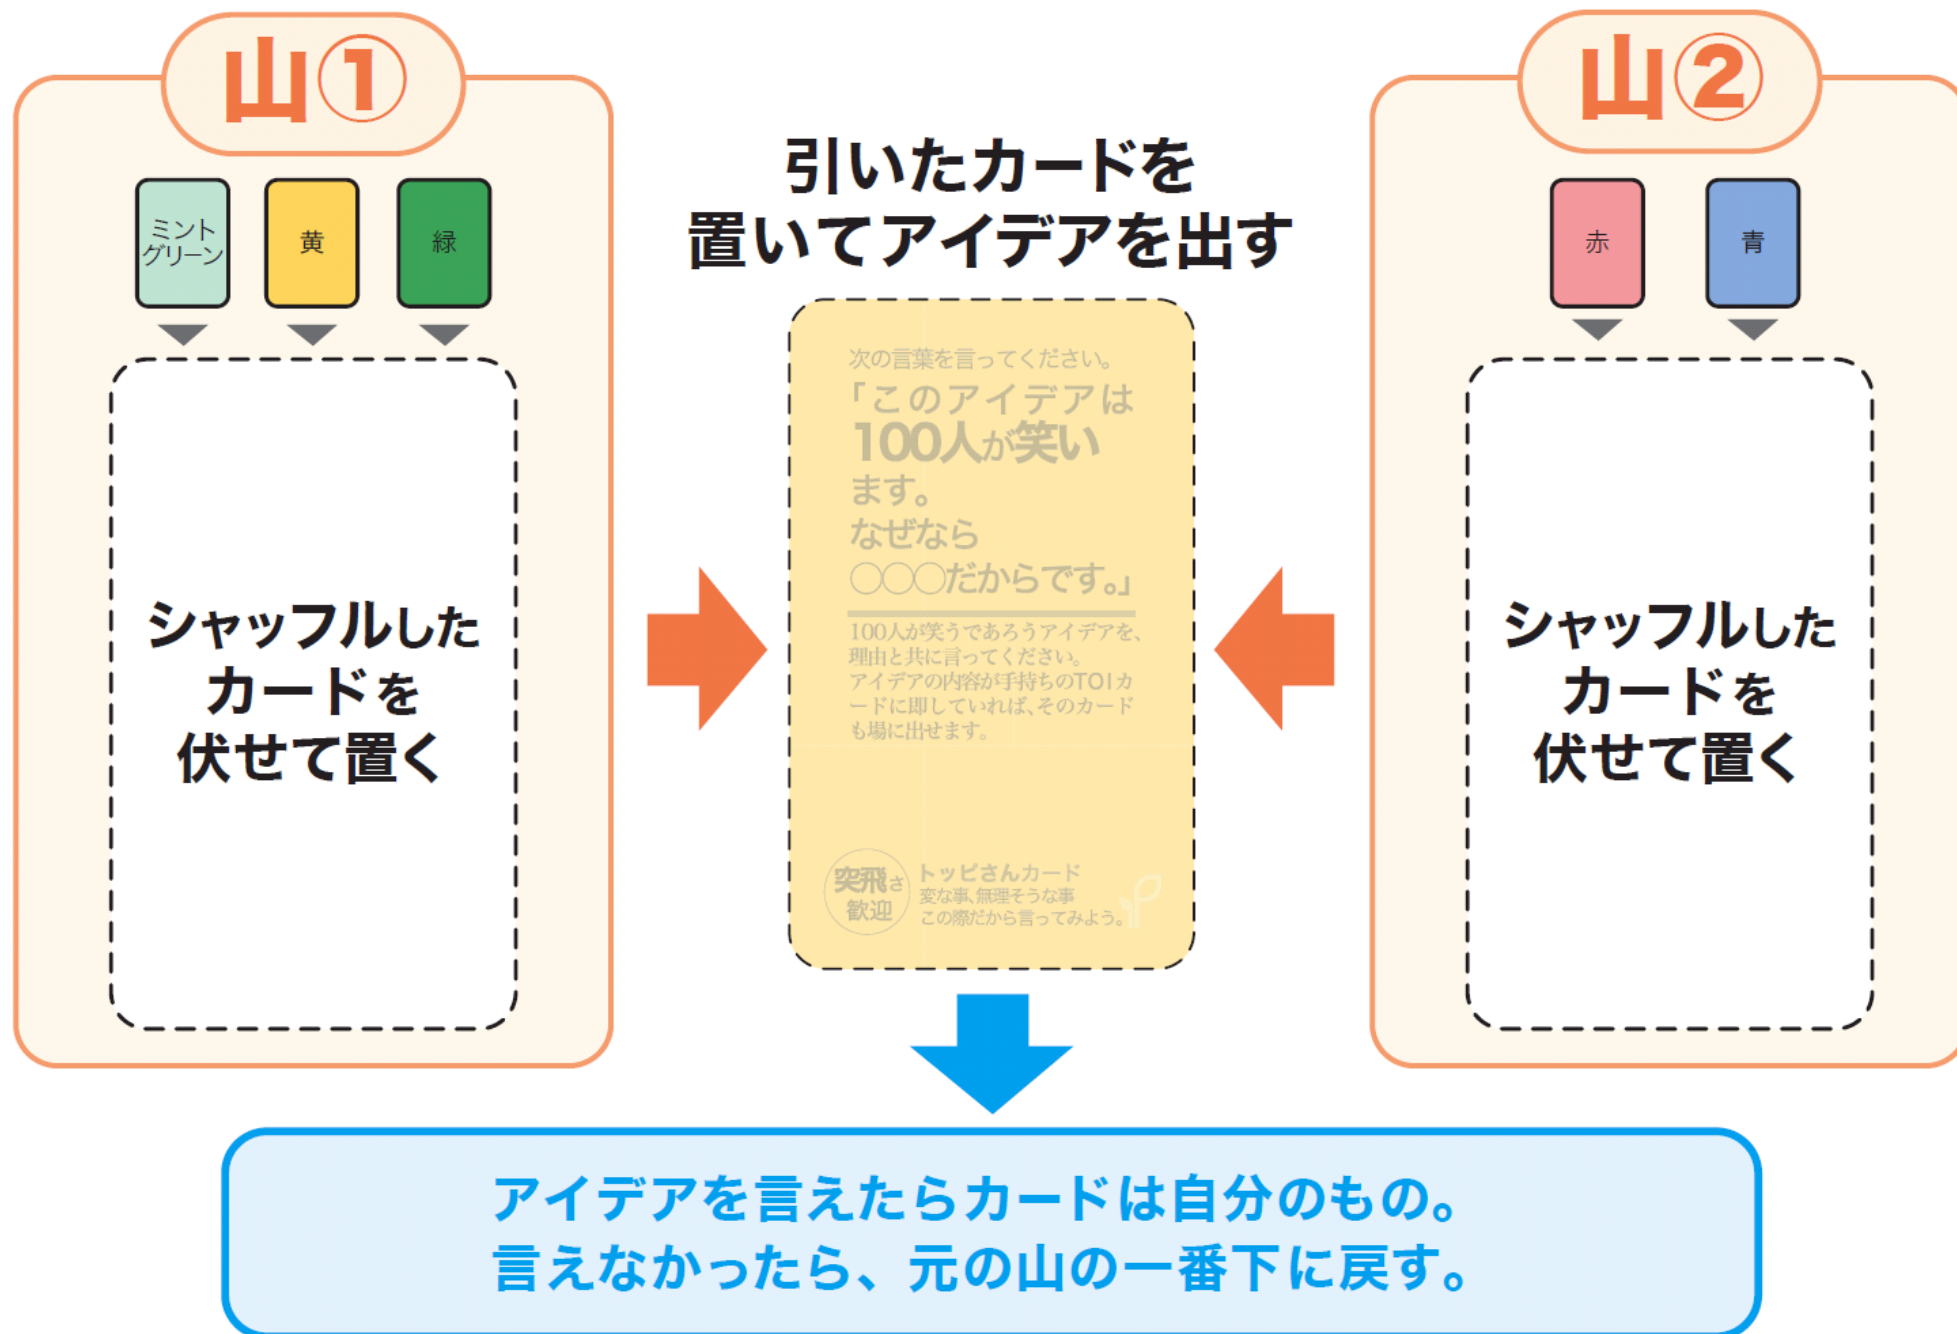 山①
ミント
グリーン
黄
緑
シャッフルした
カードを
伏せて置く
引いたカードを
置いてアイデアを出す
次の言葉を言ってください。
「このアイデアは
100人が笑い
ます。
なぜなら
○○○だからです。」
100人が笑うであろうアイデアを、
理由と共に言ってください。
アイデアの内容が手持ちのTOIカ
ードに即していれば、そのカード
も場に出せます。
突飛さ
歓迎
トッピさんカード
変な事、無理そうな事
この際だから言ってみよう。
山②
赤
青
シャッフルした
カードを
伏せて置く
アイデアを言えたらカードは自分のもの。
言えなかったら、元の山の一番下に戻す。